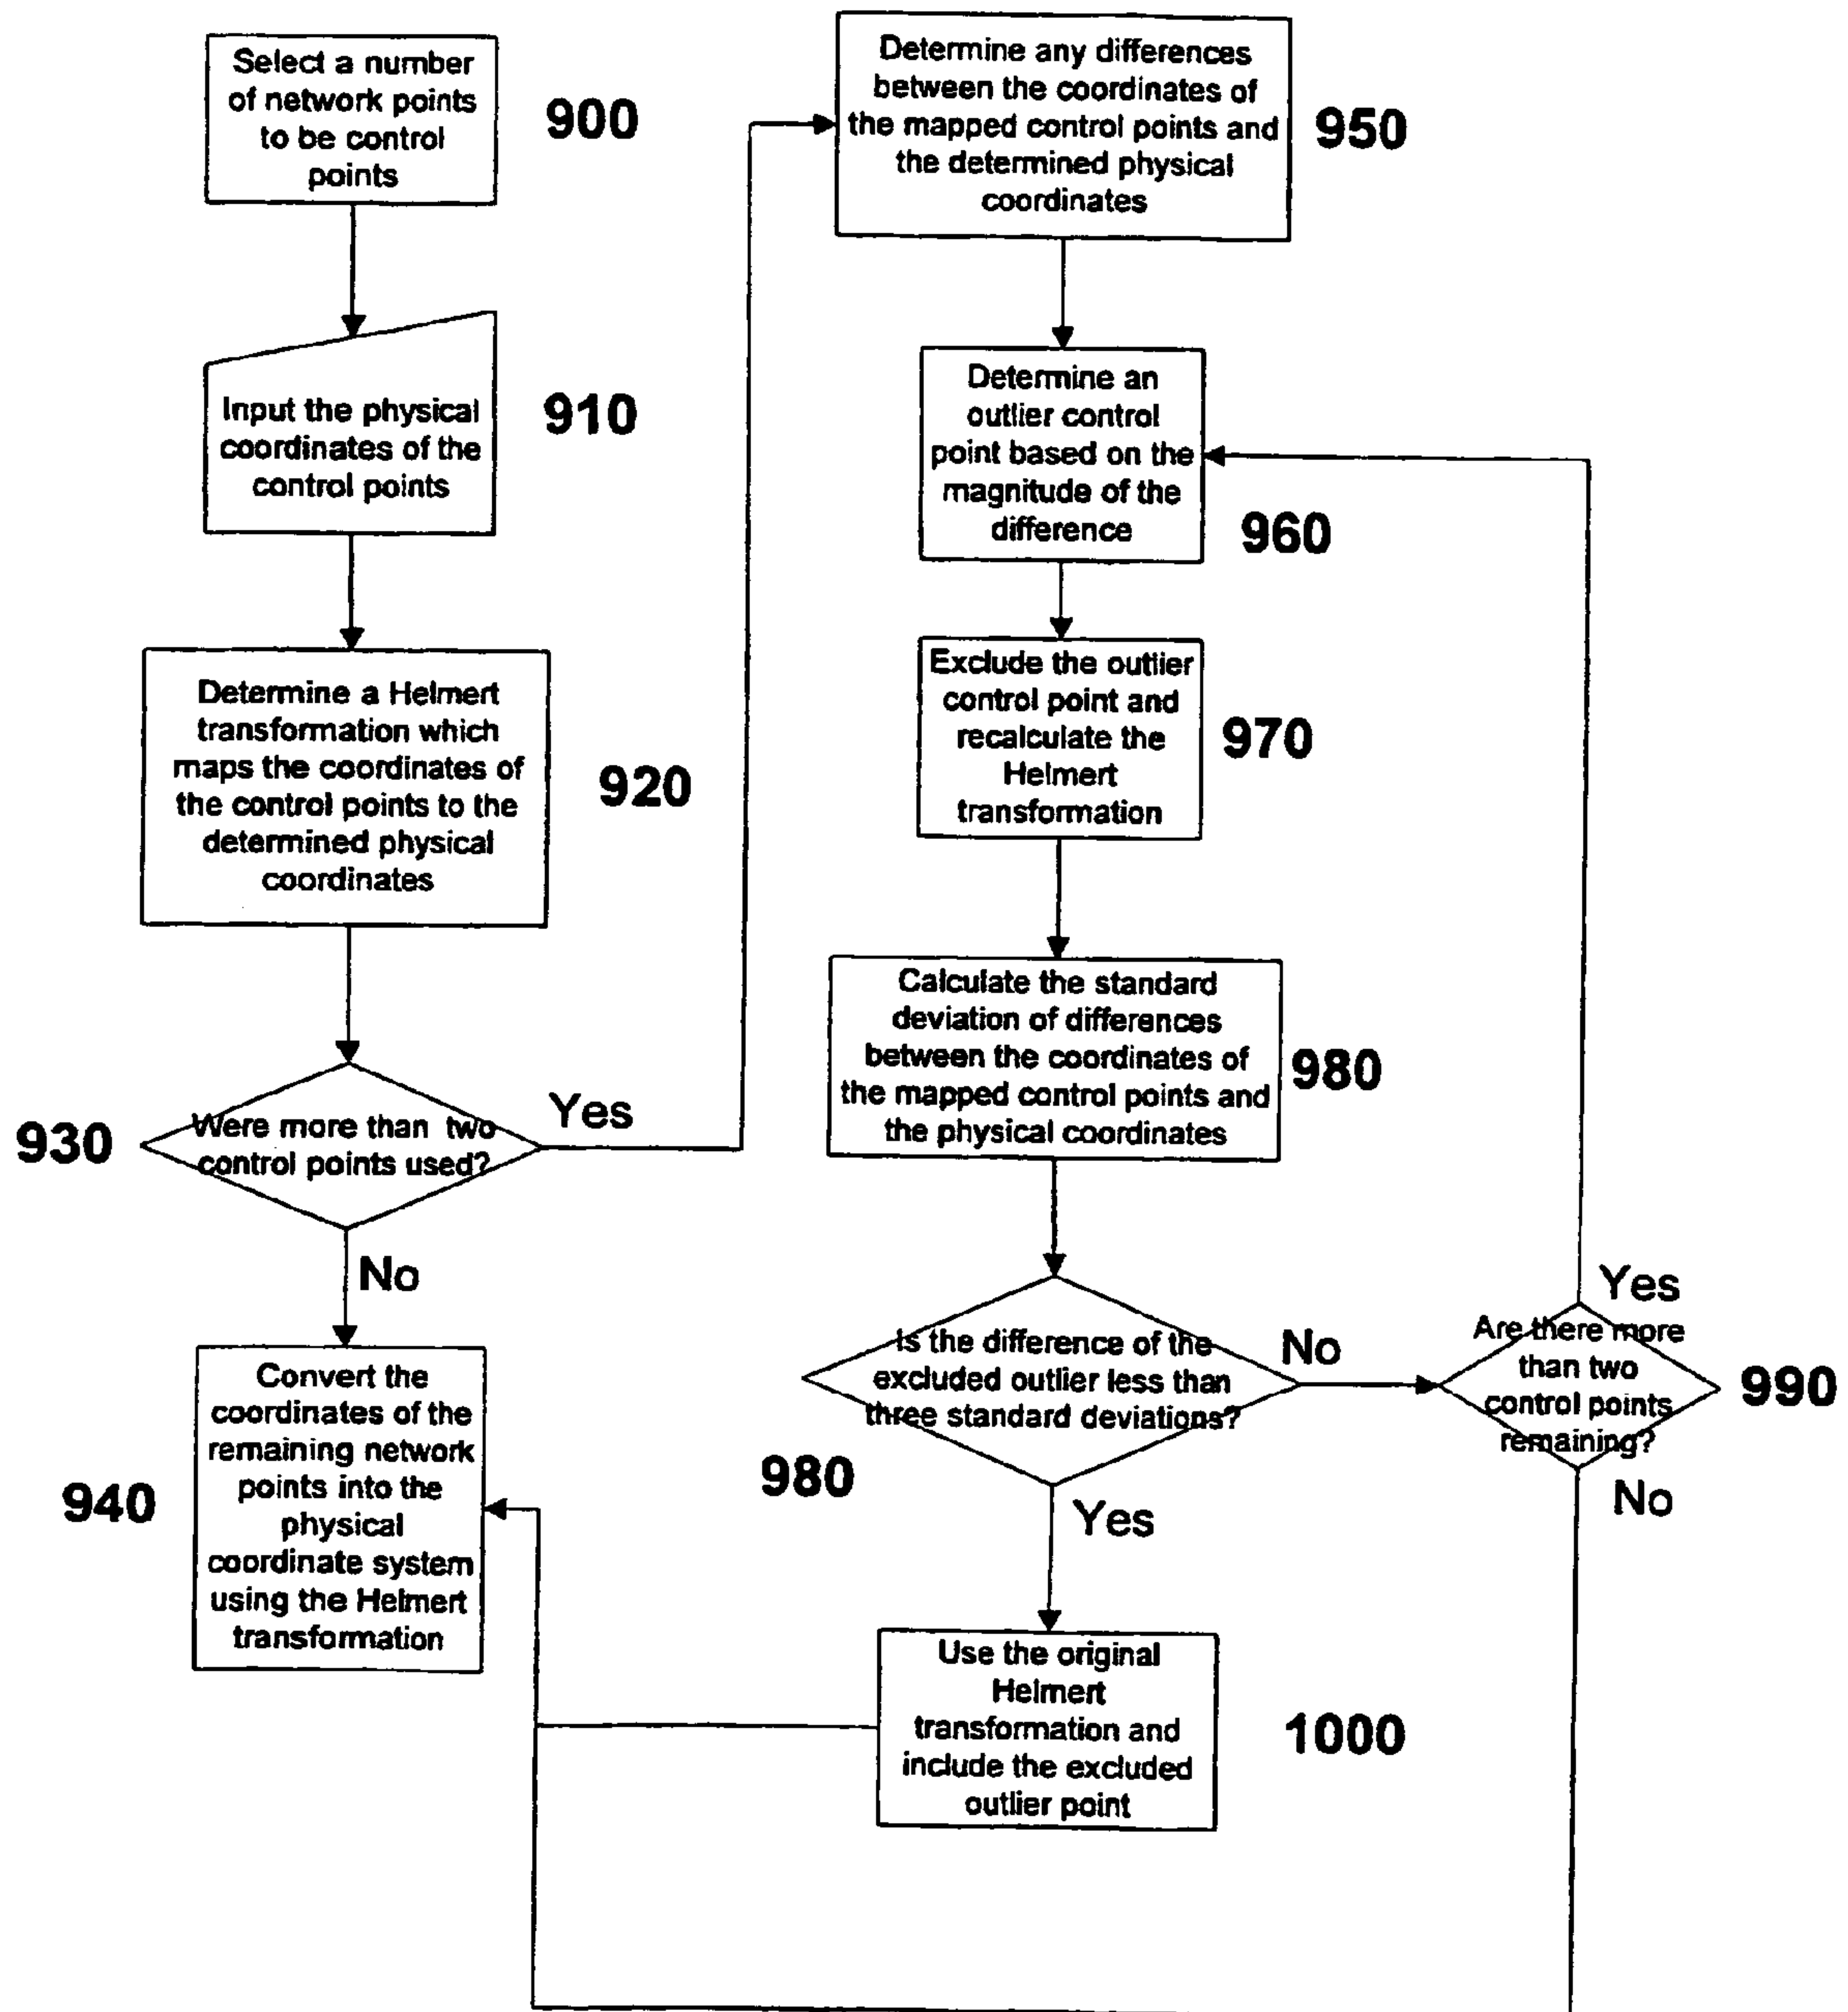 Select a number
of network points
to be control
points
900
Input the physical
coordinates of the
control points
910
Determine a Helmert
transformation which
maps the coordinates of
the control points to the
determined physical
coordinates
920
930
Were more than two
control points used?
Yes
No
Convert the
coordinates of the
remaining network
points into the
physical
coordinate system
using the Helmert
transformation
940
Determine any differences
between the coordinates of
the mapped control points and
the determined physical
coordinates
950
Determine an
outlier control
point based on the
magnitude of the
difference
960
Exclude the outlier
control point and
recalculate the
Helmert
transformation
970
Calculate the standard
deviation of differences
between the coordinates of
the mapped control points and
the physical coordinates
980
Is the difference of the
excluded outlier less than
three standard deviations?
980
No
Yes
Are there more
than two
control points
remaining?
990
Yes
No
Use the original
Helmert
transformation and
include the excluded
outlier point
1000